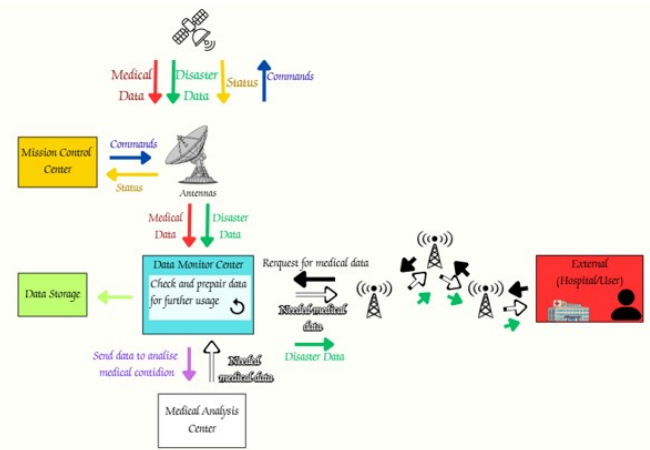 Medical
Data
Disaster
Data
Status
Commands
Mission Control
Center
Commands
Status
Antennas
Medical
Data
Disaster
Data
Data Monitor Center
Check and prepair data
for further usage
Data Storage
Rerquest for medical data
Needed medical
data
Disaster Data
External
(Hospital/User)
Send data to analise
medical contidion
Needed
medical data
Medical Analysis
Center